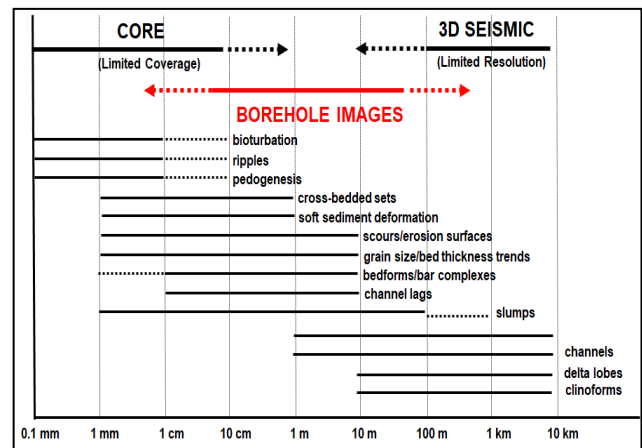 CORE
(Limited Coverage)
3D SEISMIC
(Limited Resolution)
BOREHOLE IMAGES
bioturbation
ripples
pedogenesis
cross-bedded sets
soft sediment deformation
scours/erosion surfaces
grain size/bed thickness trends
bedforms/bar complexes
channel lags
slumps
channels
delta lobes
clinoforms
0.1 mm 1 mm 1 cm 10 cm 1 m 10 m 100 m 1 km 10 km